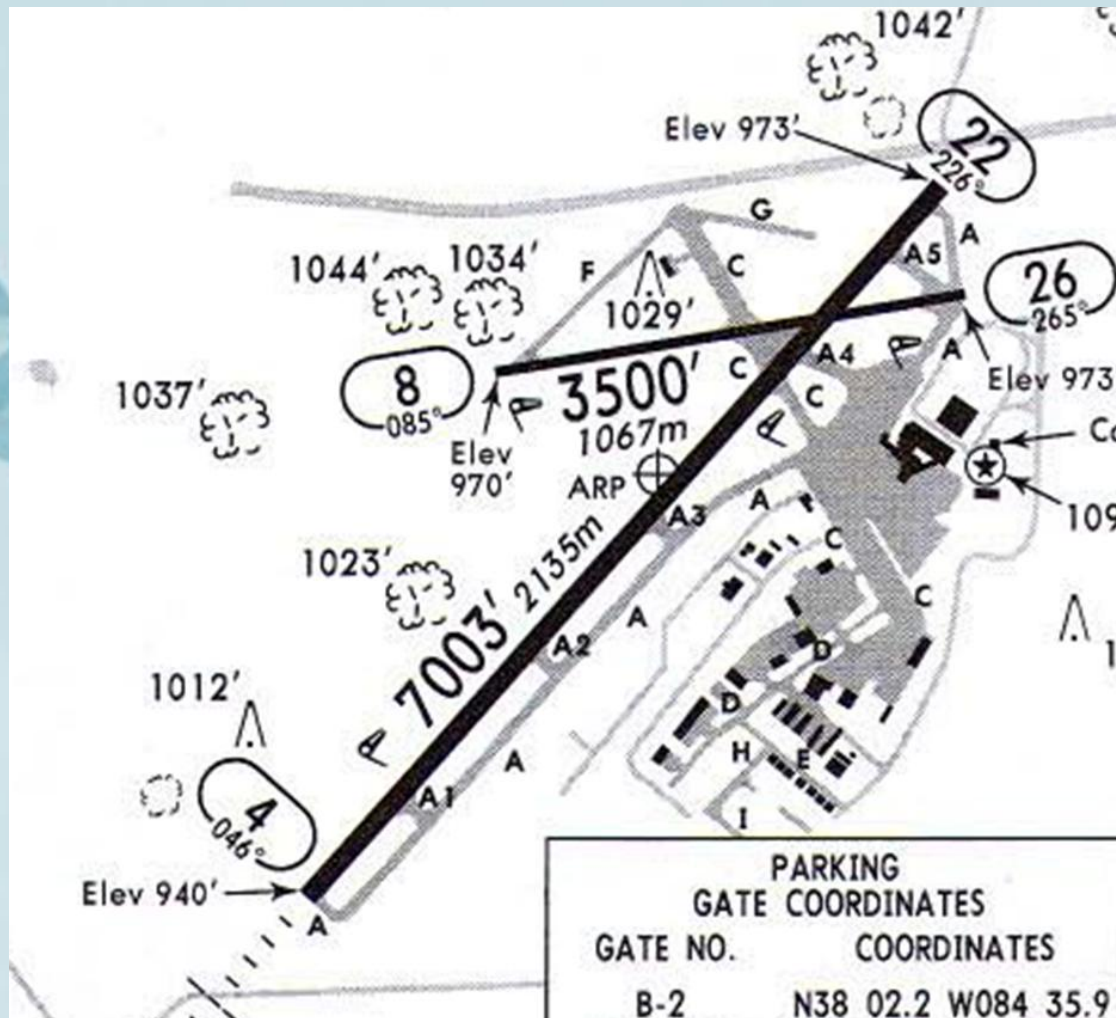 1042'
Elev 973'
22
226°
G
A
A5
C
F
1044'
1034'
1029'
26
265°
8
085°
3500'
1067m
C
A4
A
C
Elev 973
1037'
Elev
970'
ARP
A3
A
C
109
1023'
7003' 2135m
A
A2
C
D
1012'
D
H
E
A
I
A1
4
046°
Elev 940'
A
PARKING
GATE COORDINATES
GATE NO. COORDINATES
B-2 N38 02.2 W084 35.9